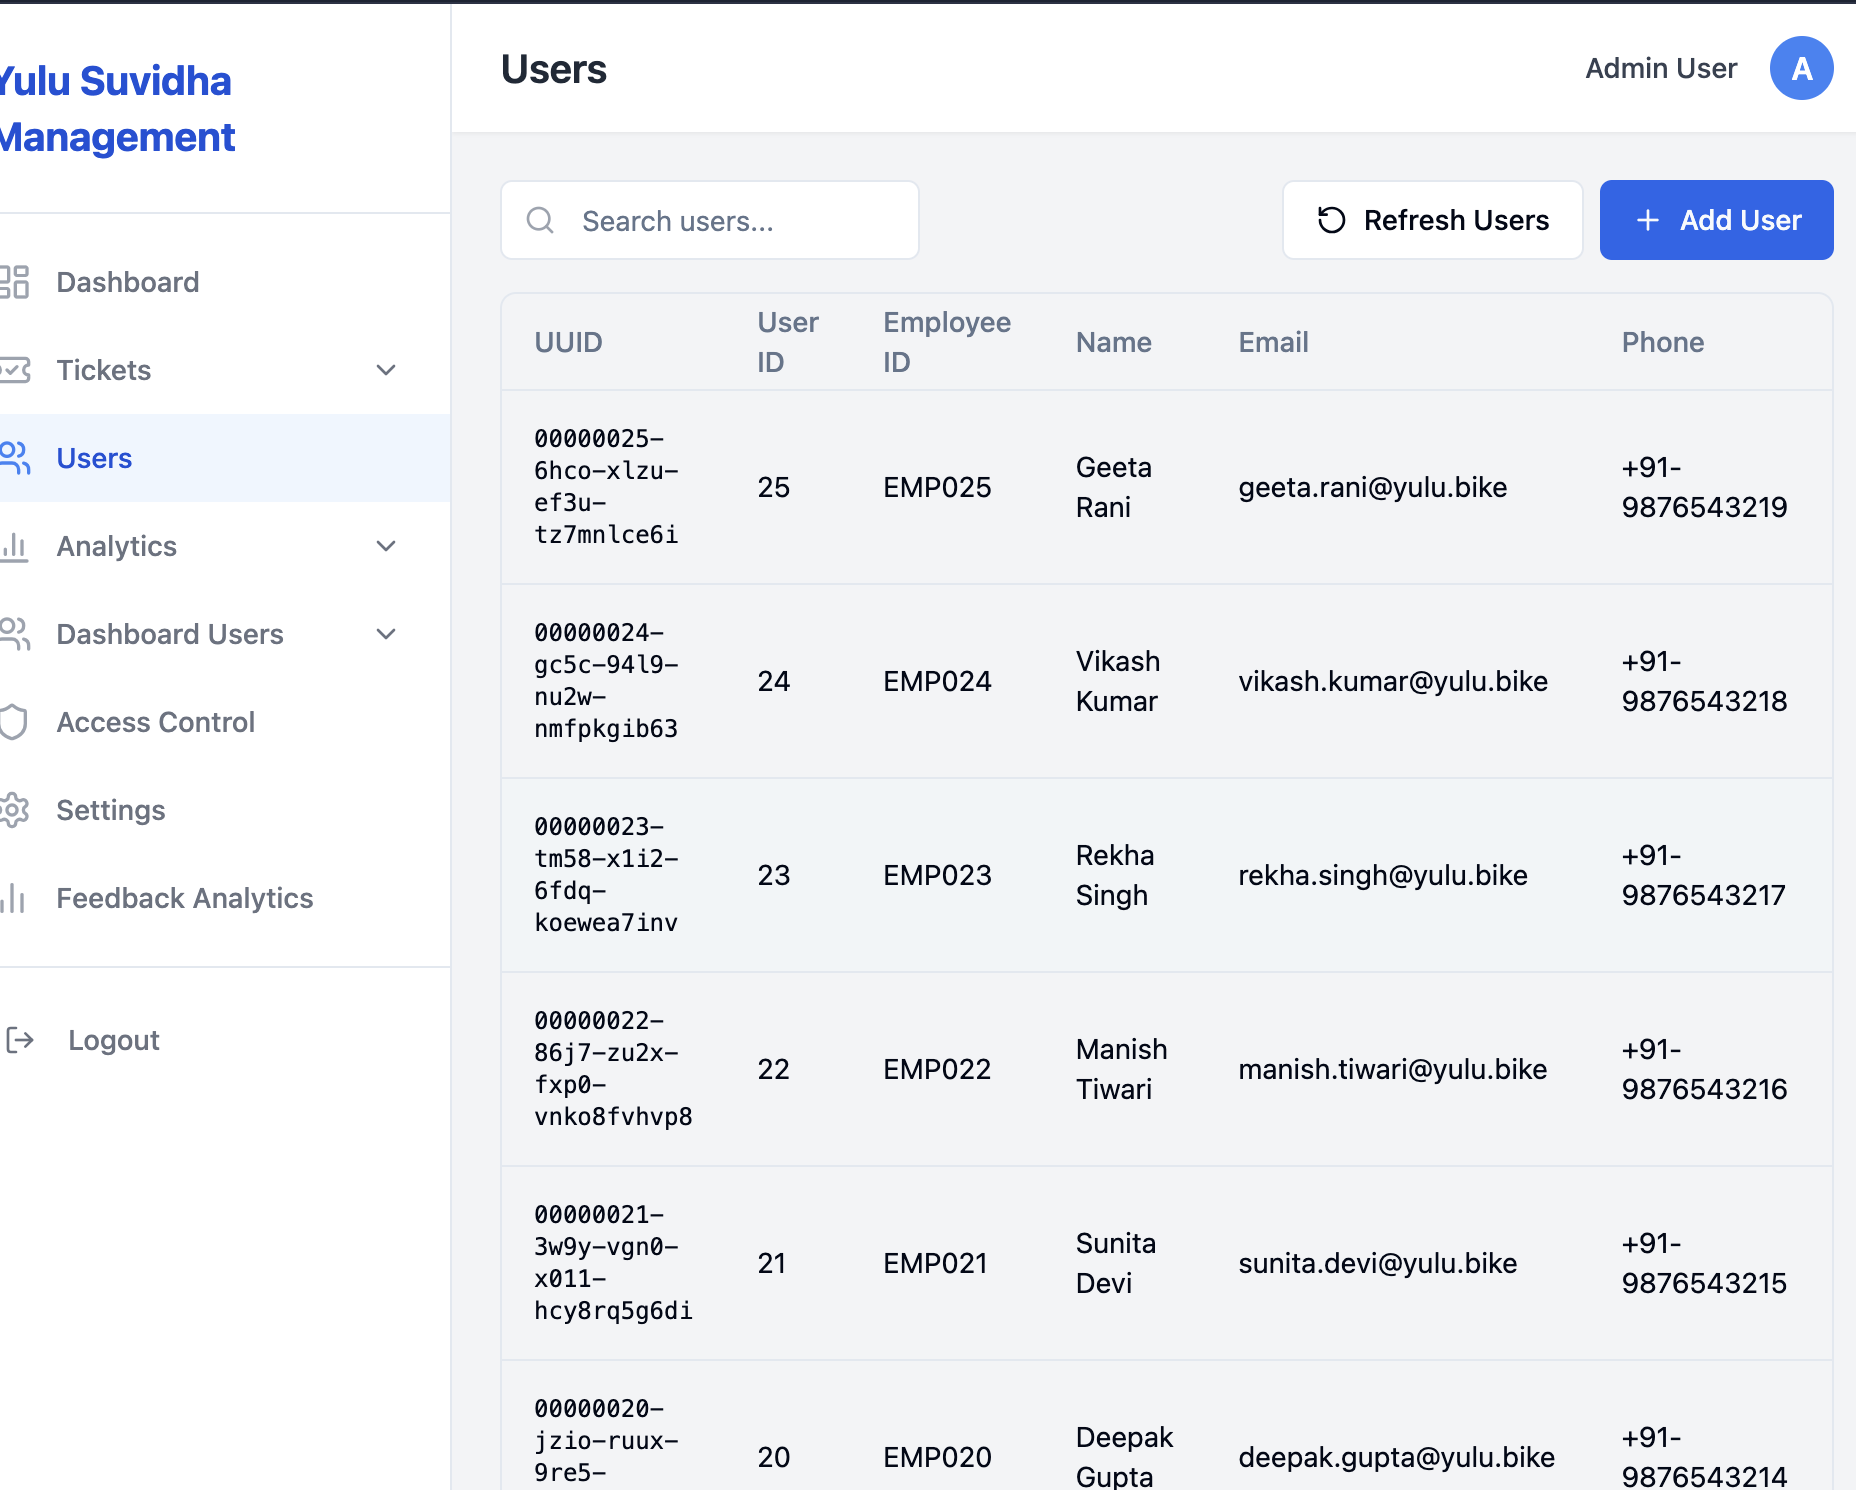 Yulu Suvidha
Management
Dashboard
Tickets
Users
Analytics
Dashboard Users
Access Control
Settings
Feedback Analytics
Logout
Users
Admin User
A
Search users...
Refresh Users
+ Add User
UUID
User
ID
Employee
ID
Name
Email
Phone
00000025-
6hco-xlzu-
ef3u-
tz7mnlce6i
25
EMP025
Geeta
Rani
geeta.rani@yulu.bike
+91-
9876543219
00000024-
gc5c-94l9-
nu2w-
nmfpkgib63
24
EMP024
Vikash
Kumar
vikash.kumar@yulu.bike
+91-
9876543218
00000023-
tm58-x1i2-
6fdq-
koewea7inv
23
EMP023
Rekha
Singh
rekha.singh@yulu.bike
+91-
9876543217
00000022-
86j7-zu2x-
fxp0-
vnko8fvhvp8
22
EMP022
Manish
Tiwari
manish.tiwari@yulu.bike
+91-
9876543216
00000021-
3w9y-vgn0-
x011-
hcy8rq5g6di
21
EMP021
Sunita
Devi
sunita.devi@yulu.bike
+91-
9876543215
00000020-
jzio-ruux-
9re5-
20
EMP020
Deepak
Gupta
deepak.gupta@yulu.bike
+91-
9876543214